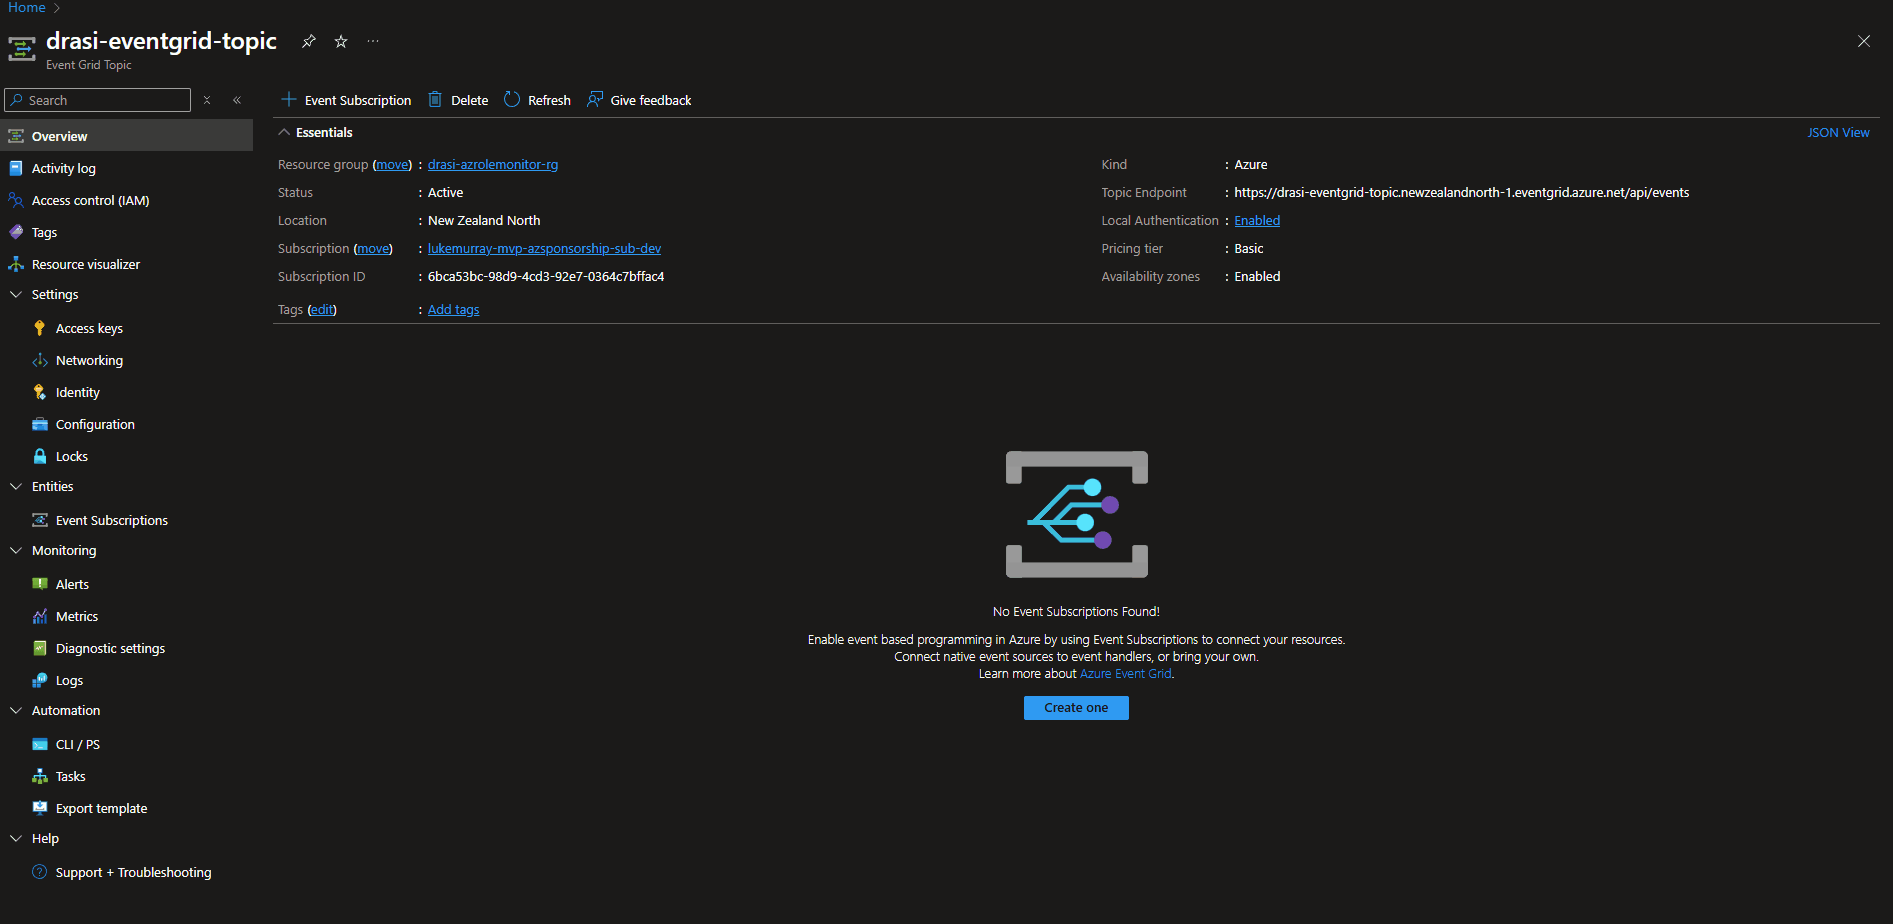 Home
drasi-eventgrid-topic
Event Grid Topic
Search
Event Subscription Delete Refresh Give feedback
Overview
Activity log
Access control (IAM)
Tags
Resource visualizer
Settings
Access keys
Networking
Identity
Configuration
Locks
Entities
Event Subscriptions
Monitoring
Alerts
Metrics
Diagnostic settings
Logs
Automation
CLI / PS
Tasks
Export template
Help
Support + Troubleshooting
Essentials
JSON View
Resource group (move) : drasi-azrolemonitor-rg
Status : Active
Location : New Zealand North
Subscription (move) : lukemurray-mvp-azsponsorship-sub-dev
Subscription ID : 6bca53bc-98d9-4cd3-92e7-0364c7bffac4
Tags (edit) : Add tags
Kind : Azure
Topic Endpoint : https://drasi-eventgrid-topic.newzealandnorth-1.eventgrid.azure.net/api/events
Local Authentication : Enabled
Pricing tier : Basic
Availability zones : Enabled
No Event Subscriptions Found!
Enable event based programming in Azure by using Event Subscriptions to connect your resources.
Connect native event sources to event handlers, or bring your own.
Learn more about Azure Event Grid.
Create one